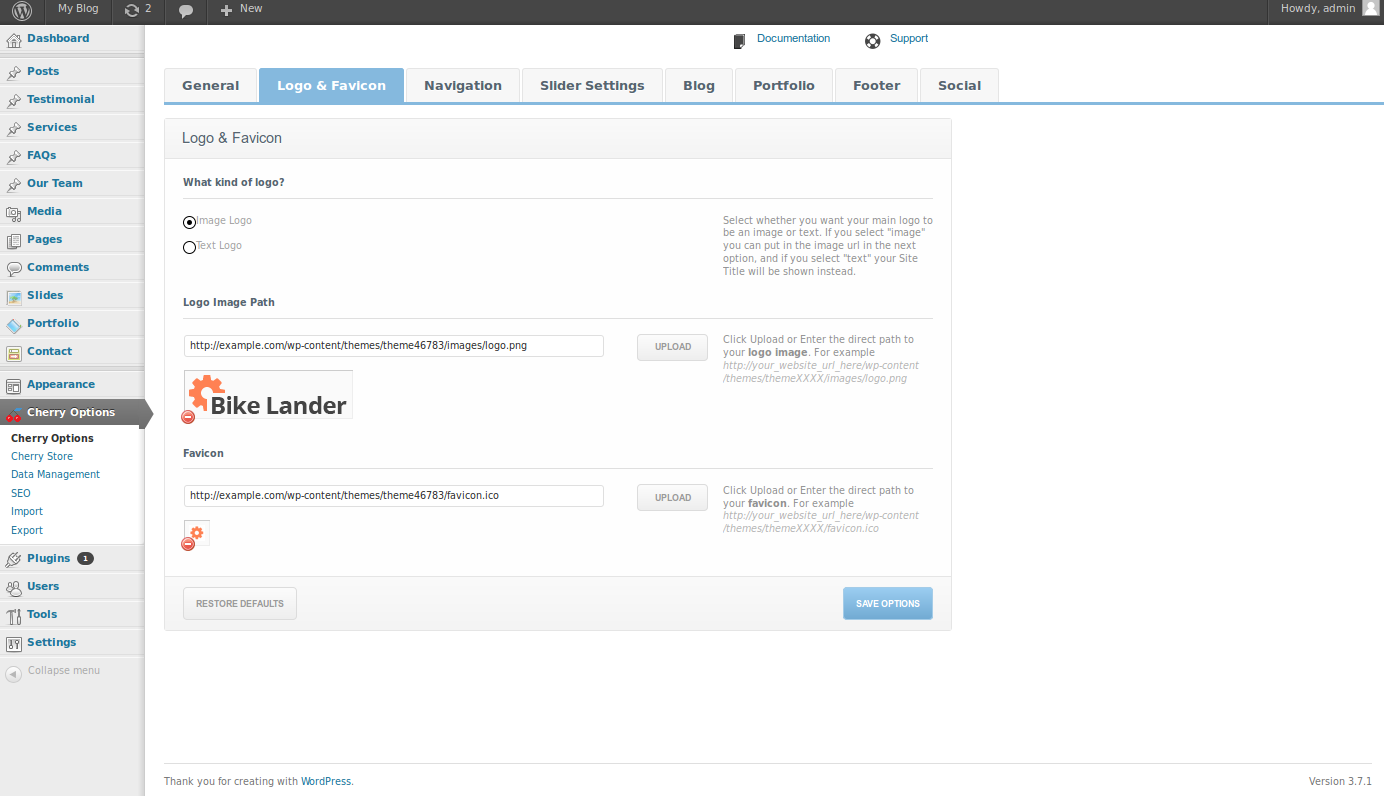 My Blog 2 New Howdy, admin
Dashboard
Posts
Testimonial
Services
FAQs
Our Team
Media
Pages
Comments
Slides
Portfolio
Contact
Appearance
Cherry Options
Cherry Options
Cherry Store
Data Management
SEO
Import
Export
Plugins 1
Users
Tools
Settings
Collapse menu
Documentation Support
General Logo & Favicon Navigation Slider Settings Blog Portfolio Footer Social
Logo & Favicon
What kind of logo?
Image Logo
Text Logo
Select whether you want your main logo to
be an image or text. If you select "image"
you can put in the image url in the next
option, and if you select "text" your Site
Title will be shown instead.
Logo Image Path
http://example.com/wp-content/themes/theme46783/images/logo.png
UPLOAD
Click Upload or Enter the direct path to
your logo image. For example
http://your_website_url_here/wp-content
/themes/themeXXXX/images/logo.png
Bike Lander
Favicon
http://example.com/wp-content/themes/theme46783/favicon.ico
UPLOAD
Click Upload or Enter the direct path to
your favicon. For example
http://your_website_url_here/wp-content
/themes/themeXXXX/favicon.ico
RESTORE DEFAULTS SAVE OPTIONS
Thank you for creating with WordPress. Version 3.7.1